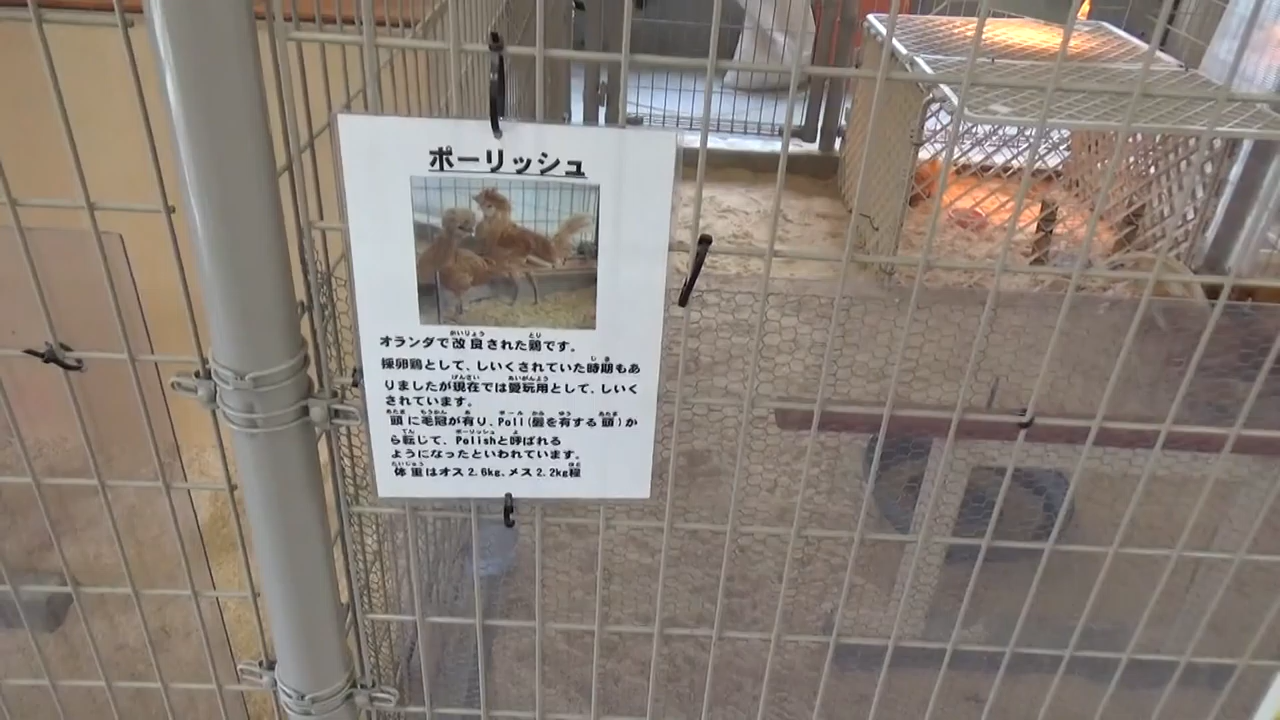 ポーリッシュ
オランダで改良された鶏です。
採卵鶏として、しいくされていた時期もあ
りましたが現在では愛玩用として、しいく
されています。
頭に毛冠が有り、Poll(髪を有する頭)か
ら転じて、Polishと呼ばれる
ようになったといわれています。
体重はオス2.6kg、メス2.2kg程